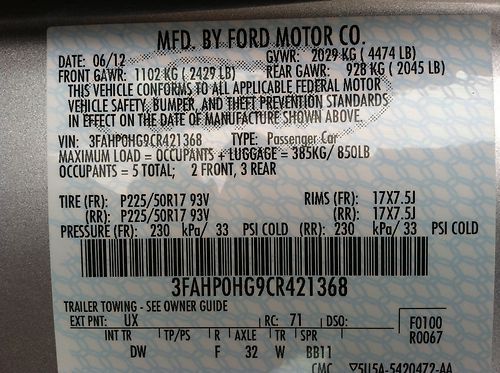 MFD. BY FORD MOTOR CO.
DATE: 06/12 GVWR: 2029 KG (4474 LB)
FRONT GAWR: 1102 KG (2429 LB) REAR GAWR: 928 KG (2045 LB)
THIS VEHICLE CONFORMS TO ALL APPLICABLE FEDERAL MOTOR
VEHICLE SAFETY, BUMPER, AND THEFT PREVENTION STANDARDS
IN EFFECT ON THE DATE OF MANUFACTURE SHOWN ABOVE.
VIN: 3FAHP0HG9CR421368 TYPE: Passenger Car
MAXIMUM LOAD = OCCUPANTS + LUGGAGE = 385KG/ 850LB
OCCUPANTS = 5 TOTAL; 2 FRONT, 3 REAR
TIRE (FR): P225/50R17 93V RIMS (FR): 17X7.5J
(RR): P225/50R17 93V (RR): 17X7.5J
PRESSURE (FR): 230 kPa/ 33 PSI COLD (RR): 230 kPa/ 33 PSI COLD
3FAHP0HG9CR421368
TRAILER TOWING - SEE OWNER GUIDE
EXT PNT: UX RC: 71 DSO: F0100
INT TR TP/PS R AXLE TR SPR R0067
DW F 32 W BB11
CMC ▽5U5A-5420472-AA